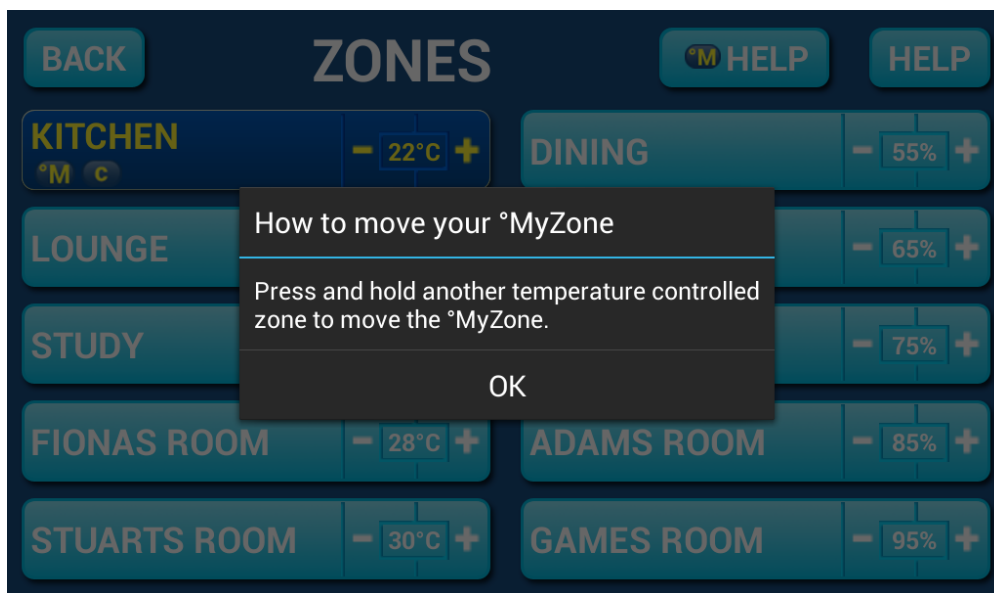 BACK ZONES °M HELP HELP
KITCHEN - 22°C + DINING - 55% +
°M C
How to move your °MyZone
LOUNGE - 65% +
Press and hold another temperature controlled
zone to move the °MyZone.
STUDY - 75% +
OK
FIONAS ROOM - 28°C + ADAMS ROOM - 85% +
STUARTS ROOM - 30°C + GAMES ROOM - 95% +